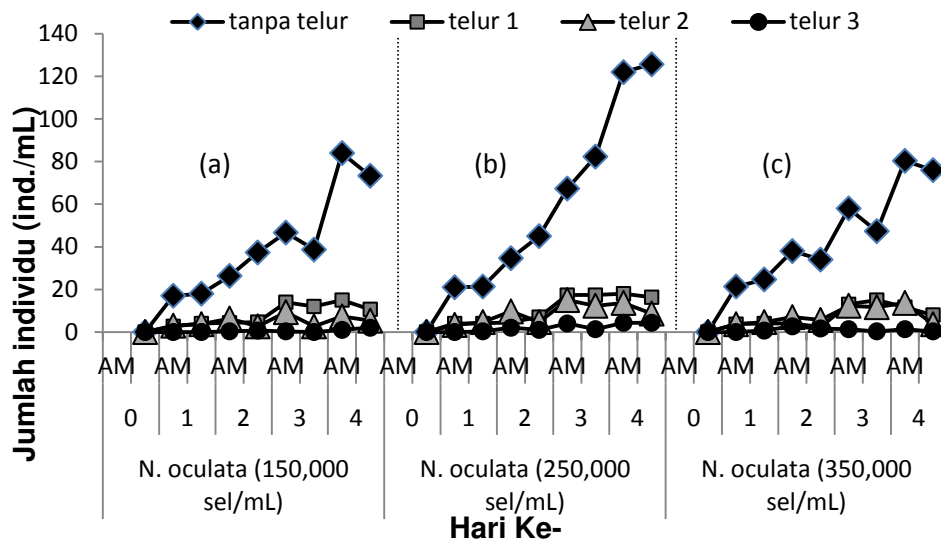 tanpa telur telur 1 telur 2 telur 3
140
120
100
80
60
40
20
0
Jumlah individu (ind./mL)
(a) (b) (c)
AM AM AM AM AM AM AM AM AM AM AM AM AM AM AM
0 1 2 3 4 0 1 2 3 4 0 1 2 3 4
N. oculata (150,000 sel/mL)
N. oculata (250,000 sel/mL)
N. oculata (350,000 sel/mL)
Hari Ke-